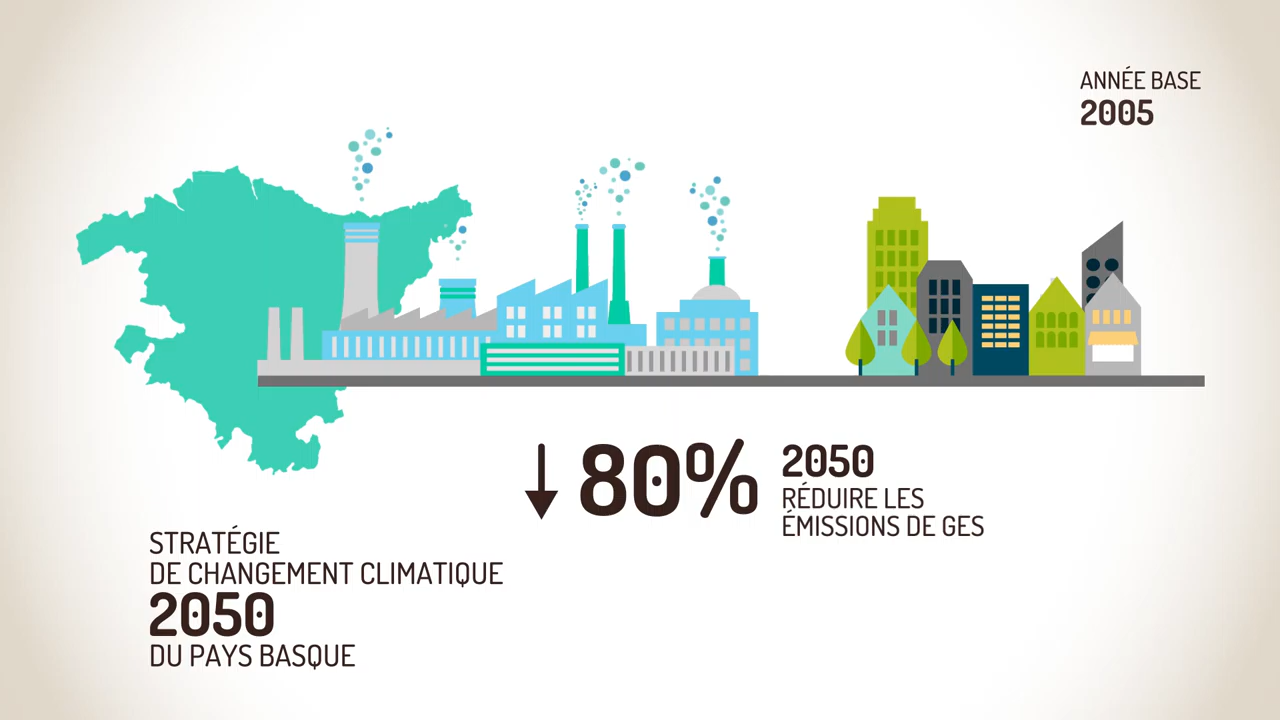 ANNÉE BASE
2005
↓ 80%
2050
RÉDUIRE LES
ÉMISSIONS DE GES
STRATÉGIE
DE CHANGEMENT CLIMATIQUE
2050
DU PAYS BASQUE